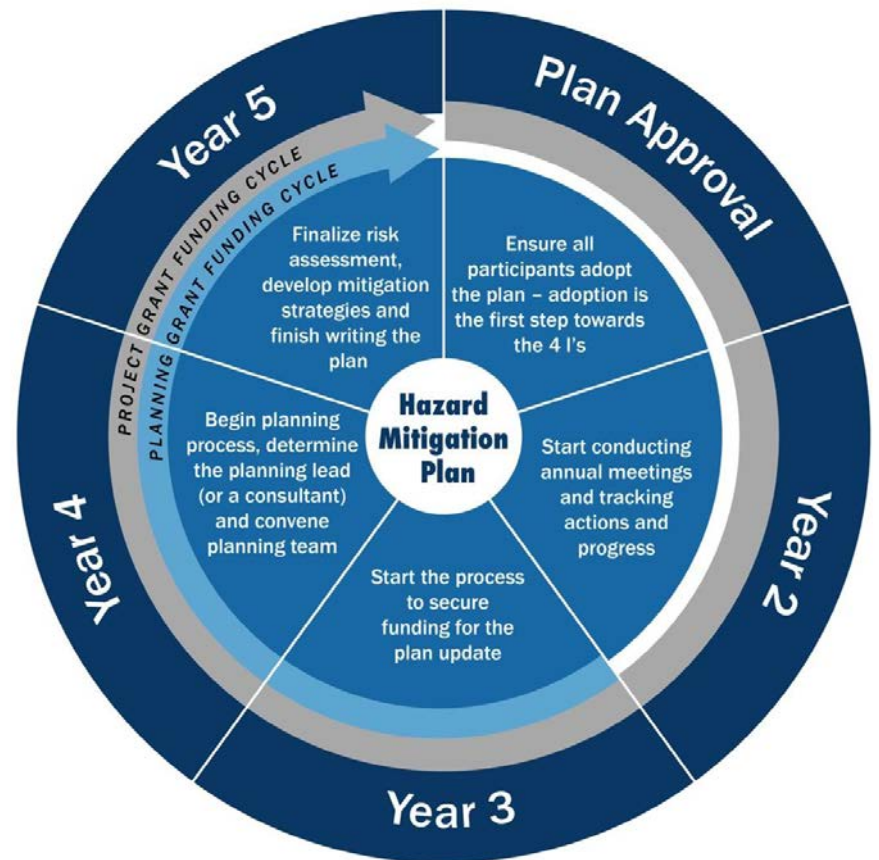 Plan Approval
Ensure all
participants adopt
the plan – adoption is
the first step towards
the 4 I's
Year 2
Start conducting
annual meetings
and tracking
actions and
progress
Year 3
Start the process
to secure
funding for the
plan update
Year 4
Begin planning
process, determine
the planning lead
(or a consultant)
and convene
planning team
Year 5
Finalize risk
assessment,
develop mitigation
strategies and
finish writing the
plan
PROJECT GRANT FUNDING CYCLE
PLANNING GRANT FUNDING CYCLE
Hazard
Mitigation
Plan